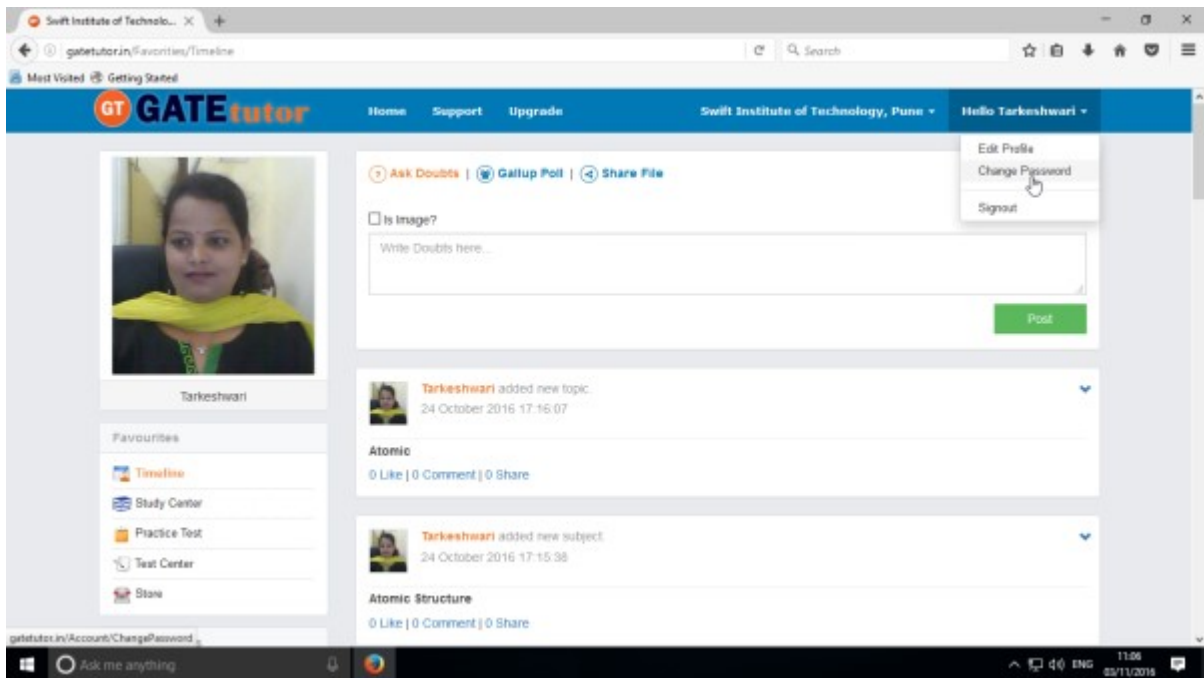 Swift Institute of Technolo...
gatetutor.in/Favorities/Timeline
Search
Most Visited Getting Started
GT GATEtutor Home Support Upgrade Swift Institute of Technology, Pune Hello Tarkeshwari
Edit Profile
Change Password
Signout
? Ask Doubts | Gallup Poll | Share File
Is Image?
Write Doubts here...
Post
Tarkeshwari
Favourites
Timeline
Study Center
Practice Test
Test Center
Store
Tarkeshwari added new topic.
24 October 2016 17:16:07
Atomic
0 Like | 0 Comment | 0 Share
Tarkeshwari added new subject.
24 October 2016 17:15:38
Atomic Structure
0 Like | 0 Comment | 0 Share
gatetutor.in/Account/ChangePassword
Ask me anything
ENG
11:06
03/11/2016